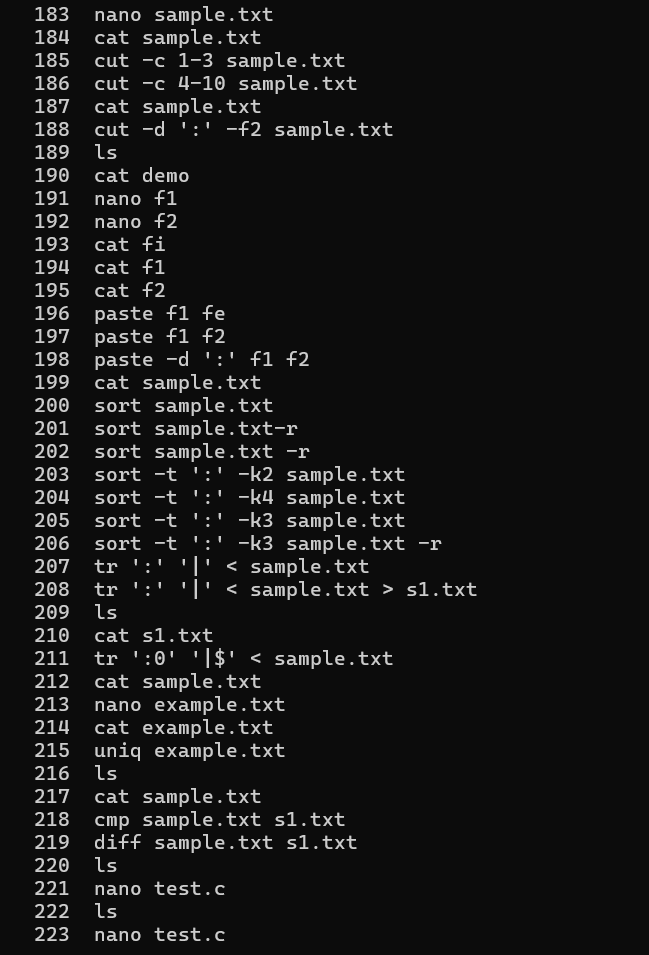 183 nano sample.txt
184 cat sample.txt
185 cut -c 1-3 sample.txt
186 cut -c 4-10 sample.txt
187 cat sample.txt
188 cut -d ':' -f2 sample.txt
189 ls
190 cat demo
191 nano f1
192 nano f2
193 cat fi
194 cat f1
195 cat f2
196 paste f1 fe
197 paste f1 f2
198 paste -d ':' f1 f2
199 cat sample.txt
200 sort sample.txt
201 sort sample.txt-r
202 sort sample.txt -r
203 sort -t ':' -k2 sample.txt
204 sort -t ':' -k4 sample.txt
205 sort -t ':' -k3 sample.txt
206 sort -t ':' -k3 sample.txt -r
207 tr ':' '|' < sample.txt
208 tr ':' '|' < sample.txt > s1.txt
209 ls
210 cat s1.txt
211 tr ':0' '|$' < sample.txt
212 cat sample.txt
213 nano example.txt
214 cat example.txt
215 uniq example.txt
216 ls
217 cat sample.txt
218 cmp sample.txt s1.txt
219 diff sample.txt s1.txt
220 ls
221 nano test.c
222 ls
223 nano test.c